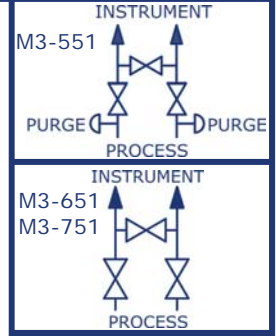 INSTRUMENT
M3-551
PURGE PURGE
PROCESS
INSTRUMENT
M3-651
M3-751
PROCESS